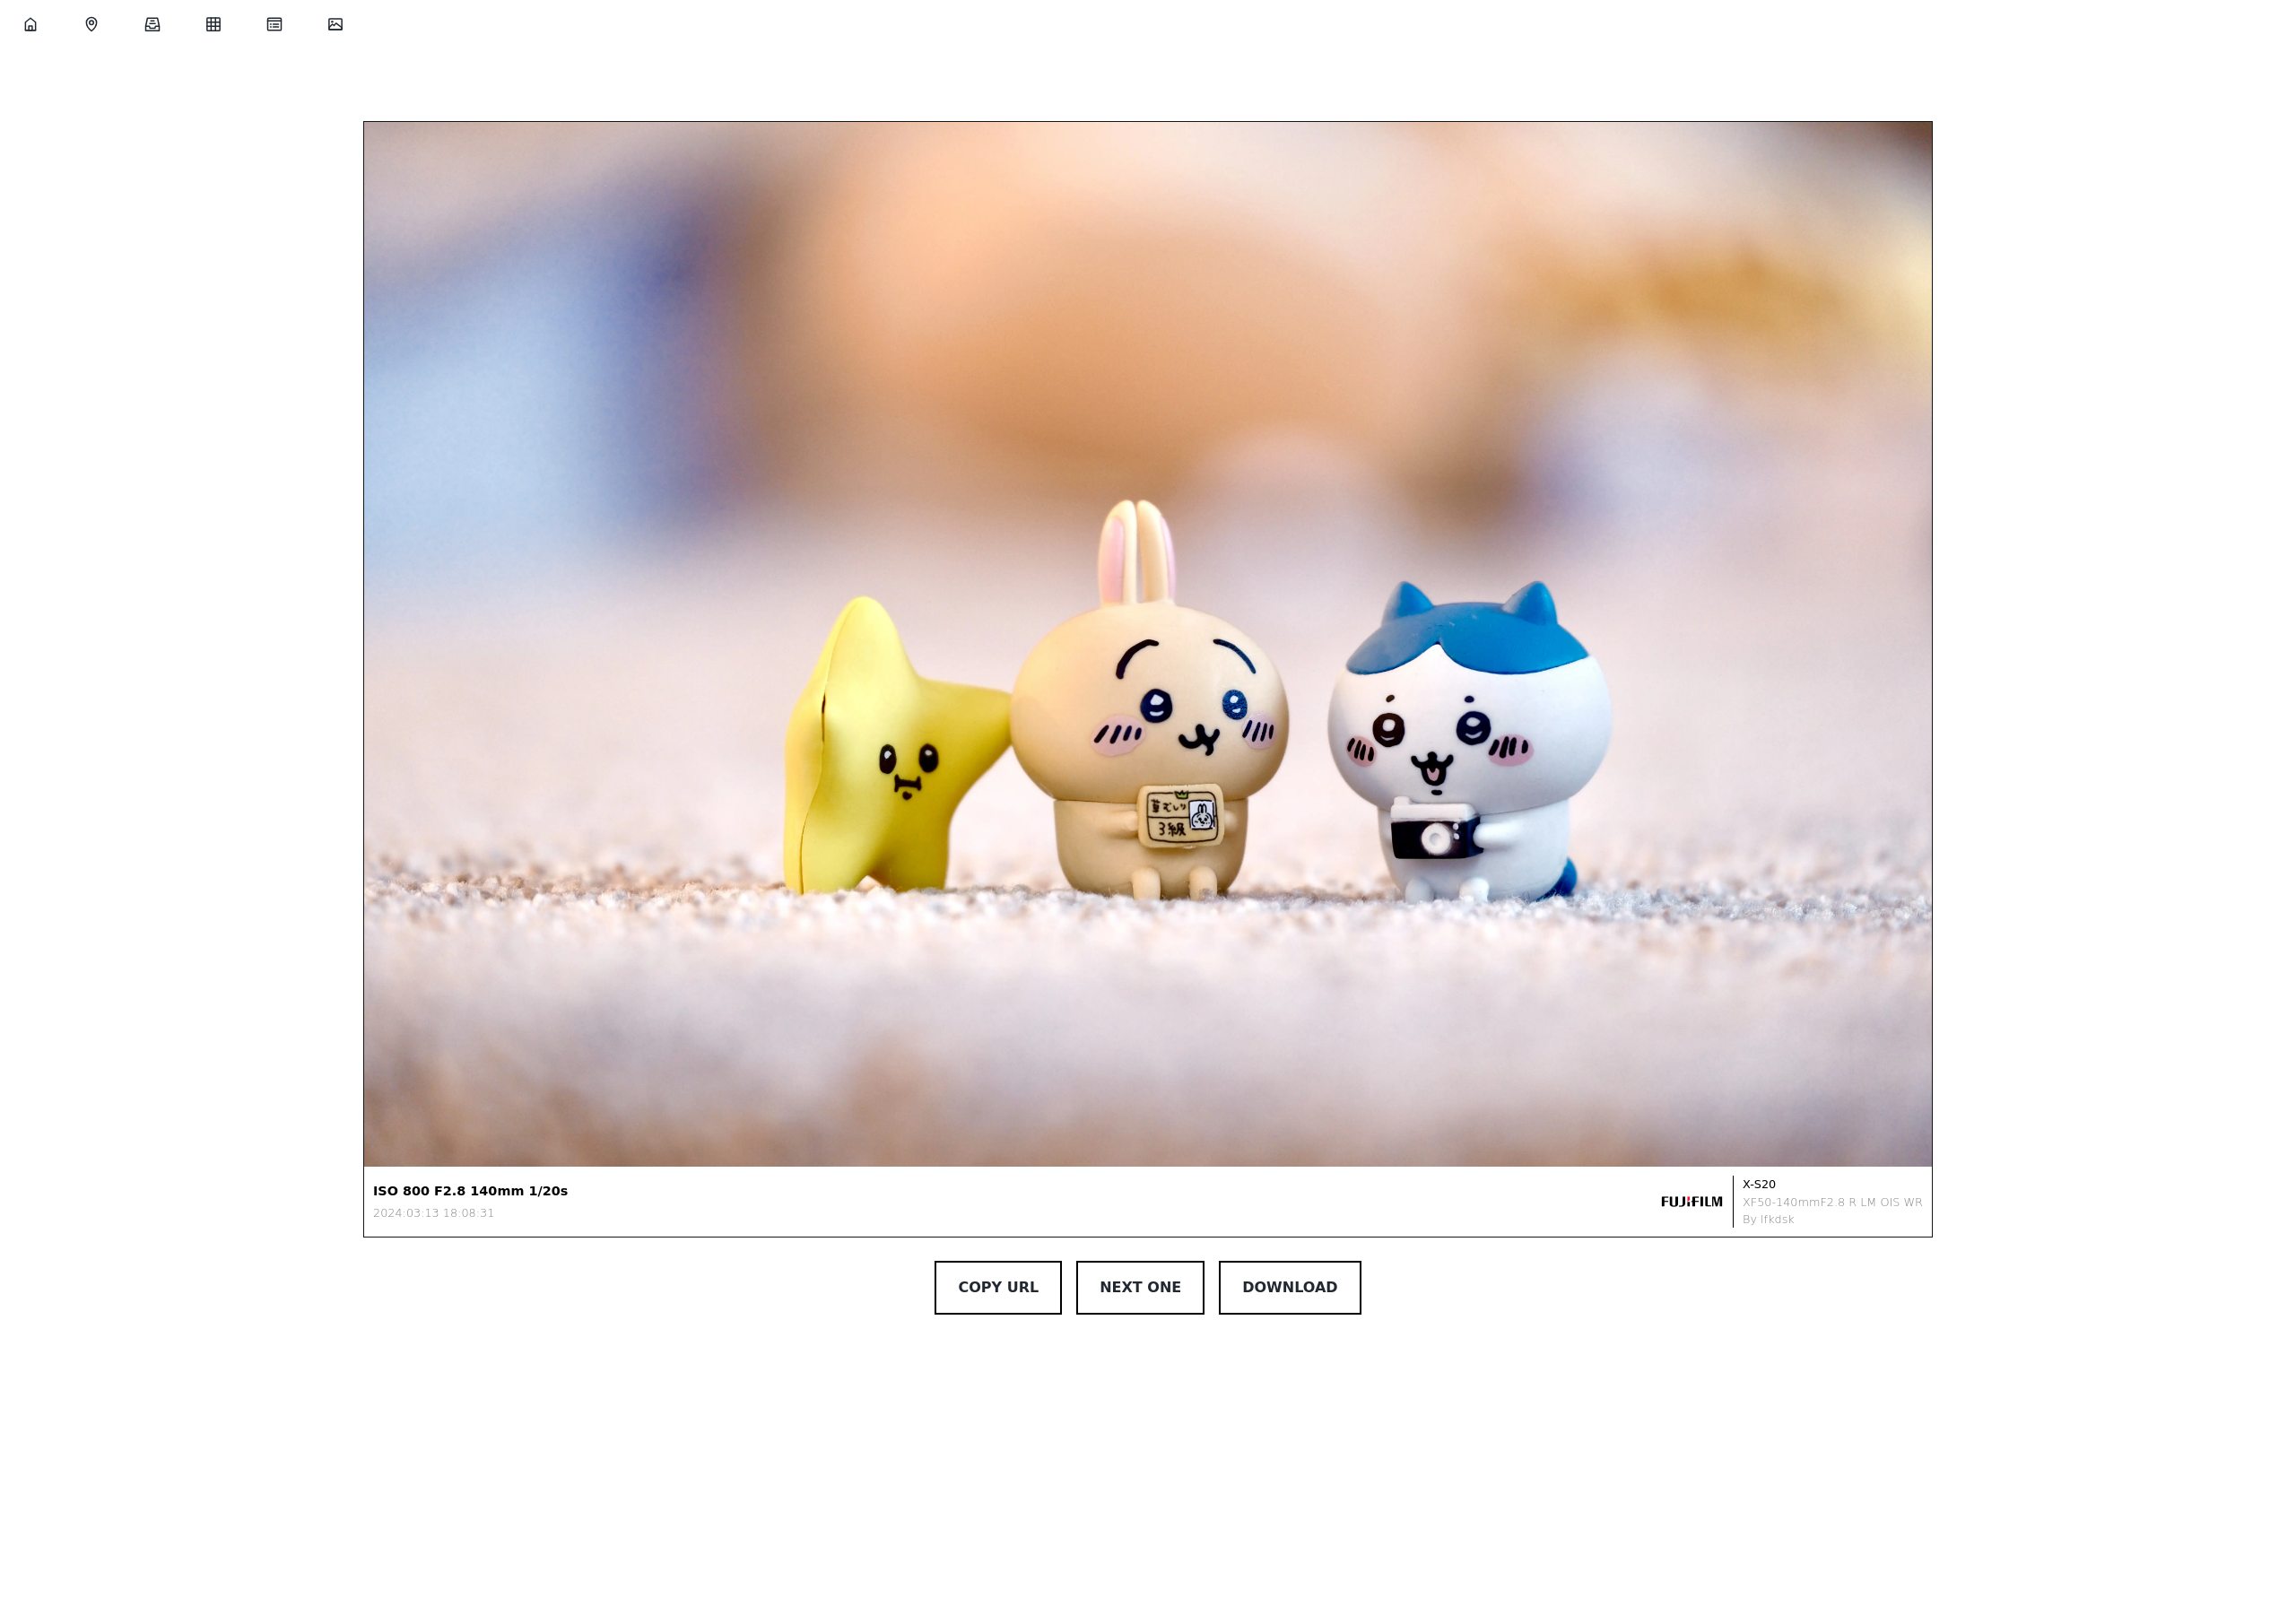 草むしり
3級
ISO 800 F2.8 140mm 1/20s
2024:03:13 18:08:31
FUJIFILM
X-S20
XF50-140mmF2.8 R LM OIS WR
By lfkdsk
COPY URL
NEXT ONE
DOWNLOAD